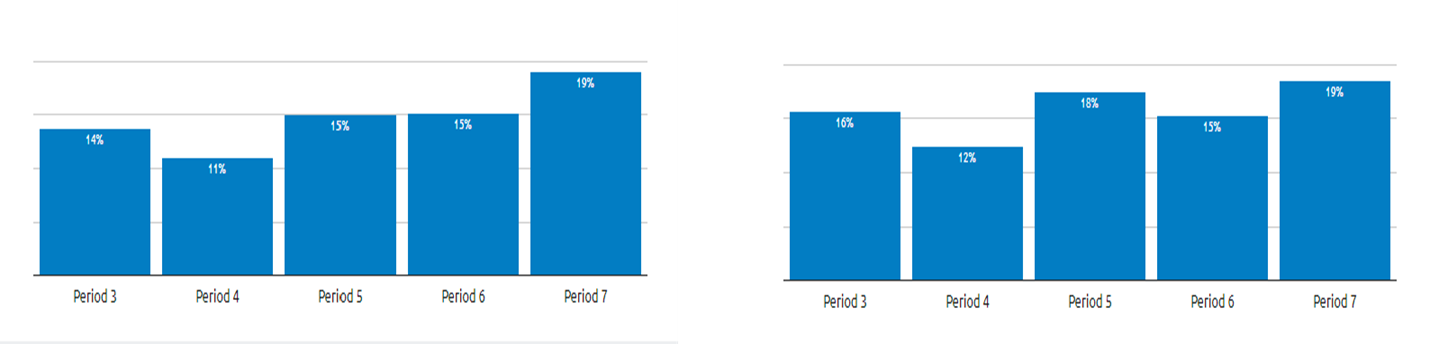 14%
11%
15%
15%
19%
Period 3
Period 4
Period 5
Period 6
Period 7
16%
12%
18%
15%
19%
Period 3
Period 4
Period 5
Period 6
Period 7